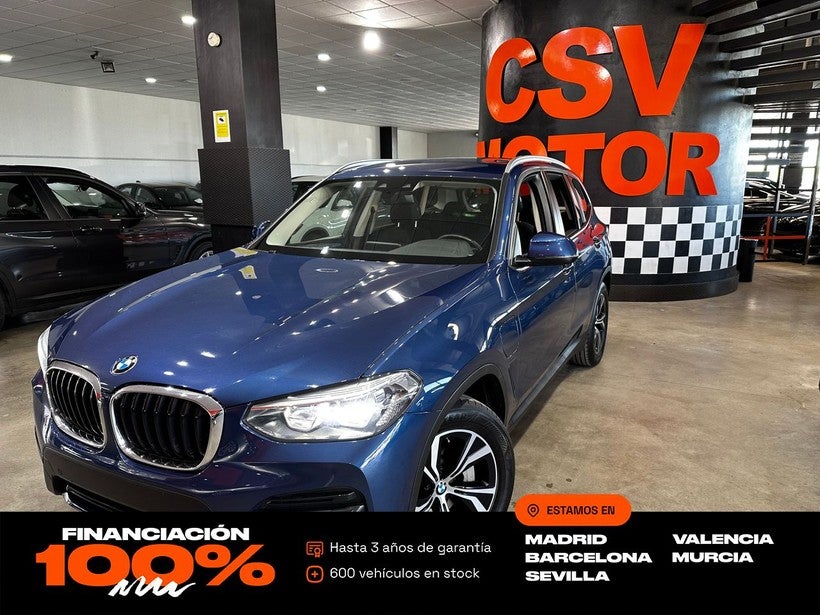 CSV
MOTOR
FINANCIACIÓN
100%
Hasta 3 años de garantía
600 vehículos en stock
ESTAMOS EN
MADRID
BARCELONA
SEVILLA
VALENCIA
MURCIA